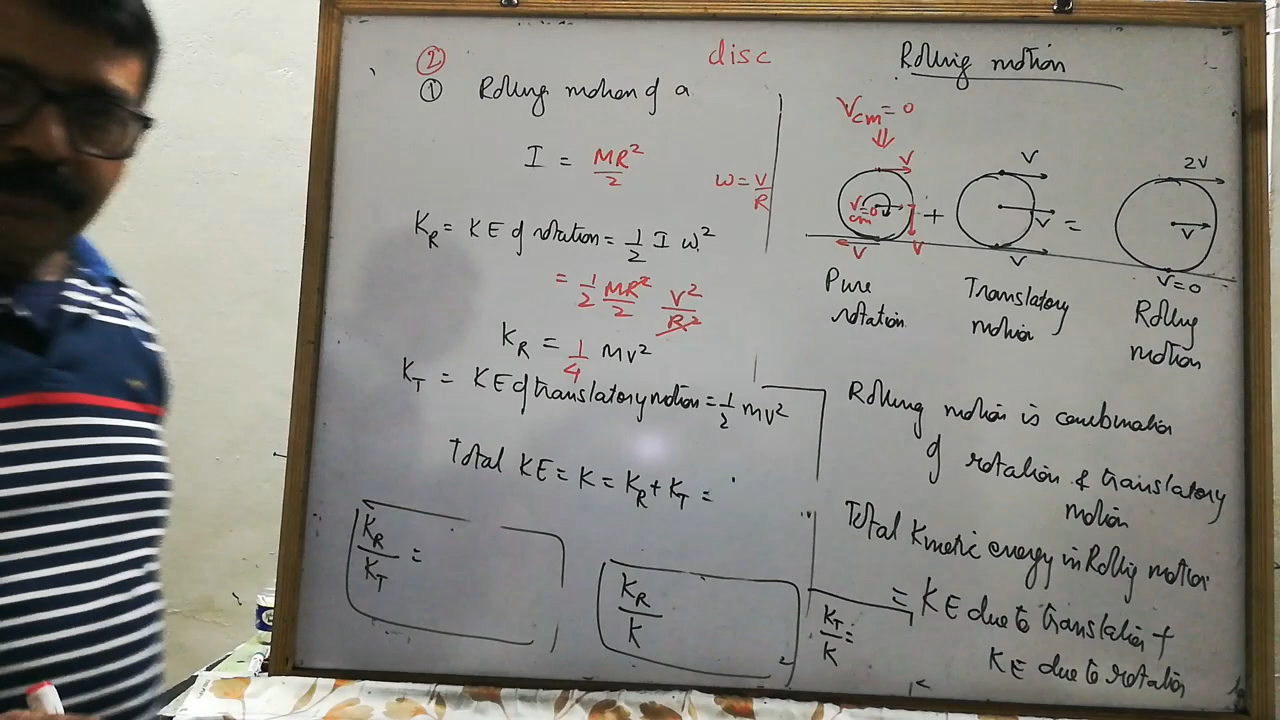 ② disc
① Rolling motion of a
I = MR²/2
ω = V/R
K_R = KE of rotation = 1/2 I ω²
= 1/2 MR²/2 V²/R²
K_R = 1/4 MV²
K_T = KE of translatory motion = 1/2 MV²
Total KE = K = K_R + K_T =
K_R/K_T =
K_R/K
K_T/K =
Rolling motion
V_cm = 0
⇓
V V 2V
V_cm=0 + V = V
V V V V=0
Pure rotation
Translatory motion
Rolling motion
Rolling motion is combination
of rotation & translatory
motion
Total Kinetic energy in Rolling motion
= KE due to translation +
KE due to rotation